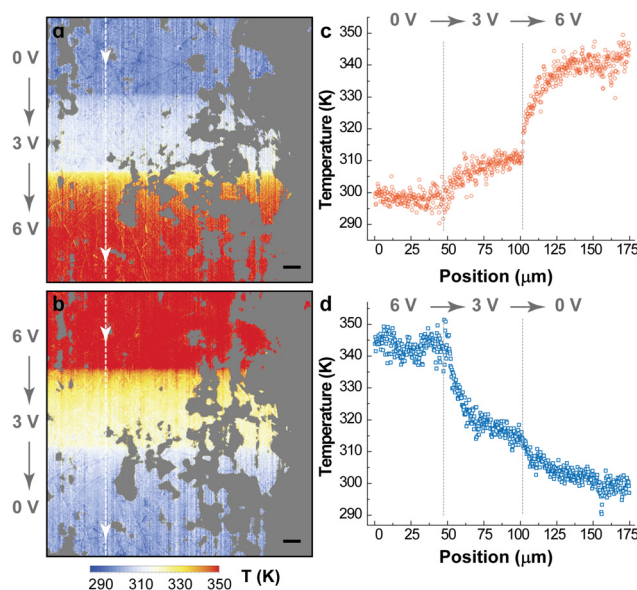 a
0 V
3 V
6 V
b
6 V
3 V
0 V
290 310 330 350 T (K)
c
0 V 3 V 6 V
Temperature (K)
350
340
330
320
310
300
290
0 25 50 75 100 125 150 175
Position (μm)
d
6 V 3 V 0 V
Temperature (K)
350
340
330
320
310
300
290
0 25 50 75 100 125 150 175
Position (μm)